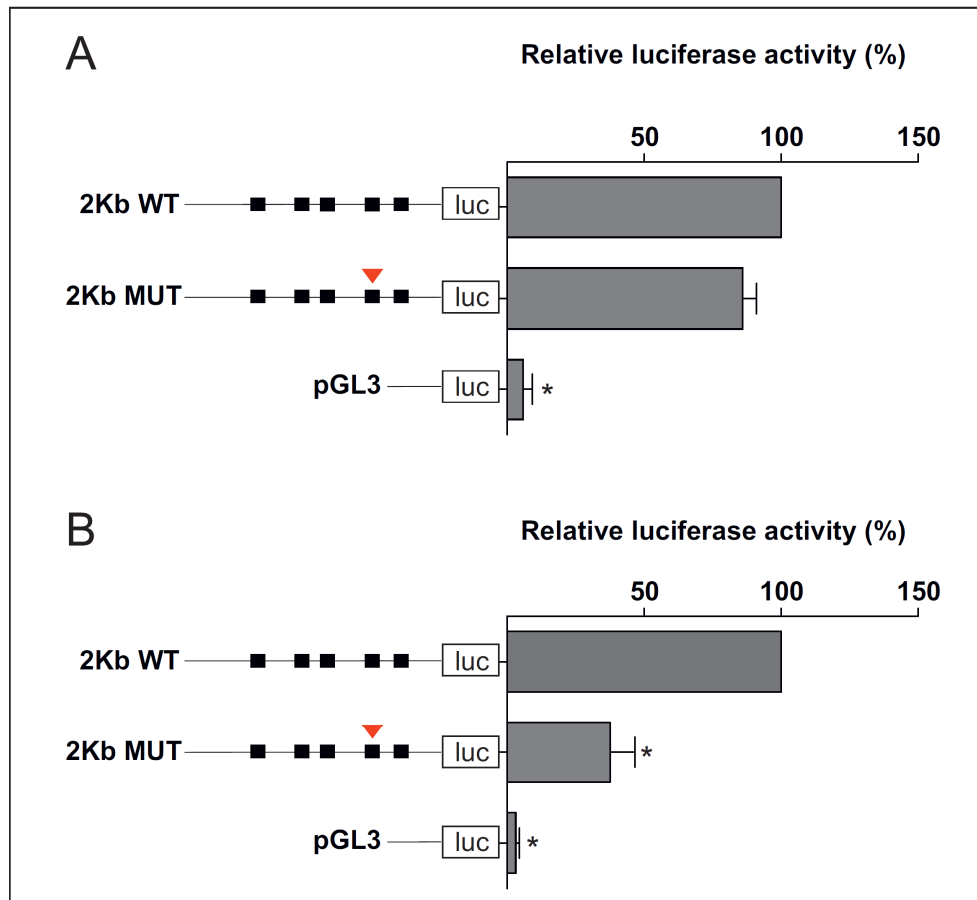 A
Relative luciferase activity (%)
50 100 150
2Kb WT luc
2Kb MUT luc
pGL3 luc *
B
Relative luciferase activity (%)
50 100 150
2Kb WT luc
2Kb MUT luc *
pGL3 luc *